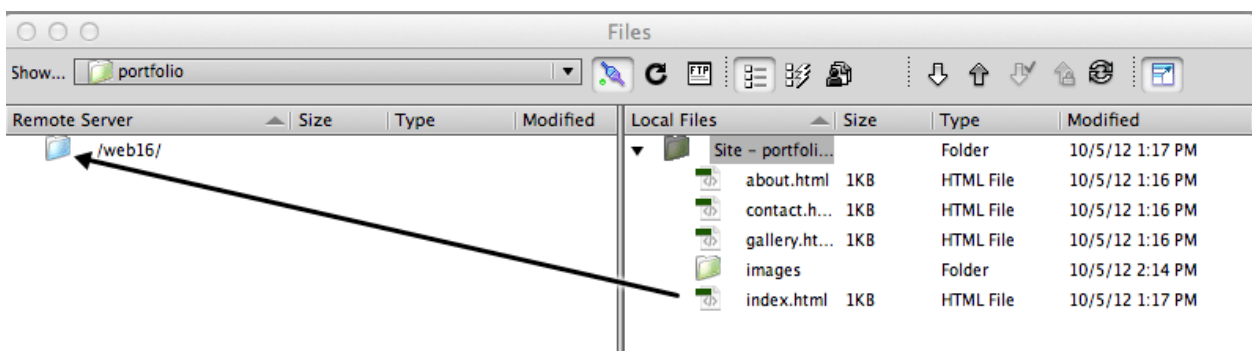 Files
Show... portfolio FTP
Remote Server Size Type Modified Local Files Size Type Modified
/web16/ Site – portfoli... Folder 10/5/12 1:17 PM
about.html 1KB HTML File 10/5/12 1:16 PM
contact.h... 1KB HTML File 10/5/12 1:16 PM
gallery.ht... 1KB HTML File 10/5/12 1:16 PM
images Folder 10/5/12 2:14 PM
index.html 1KB HTML File 10/5/12 1:17 PM